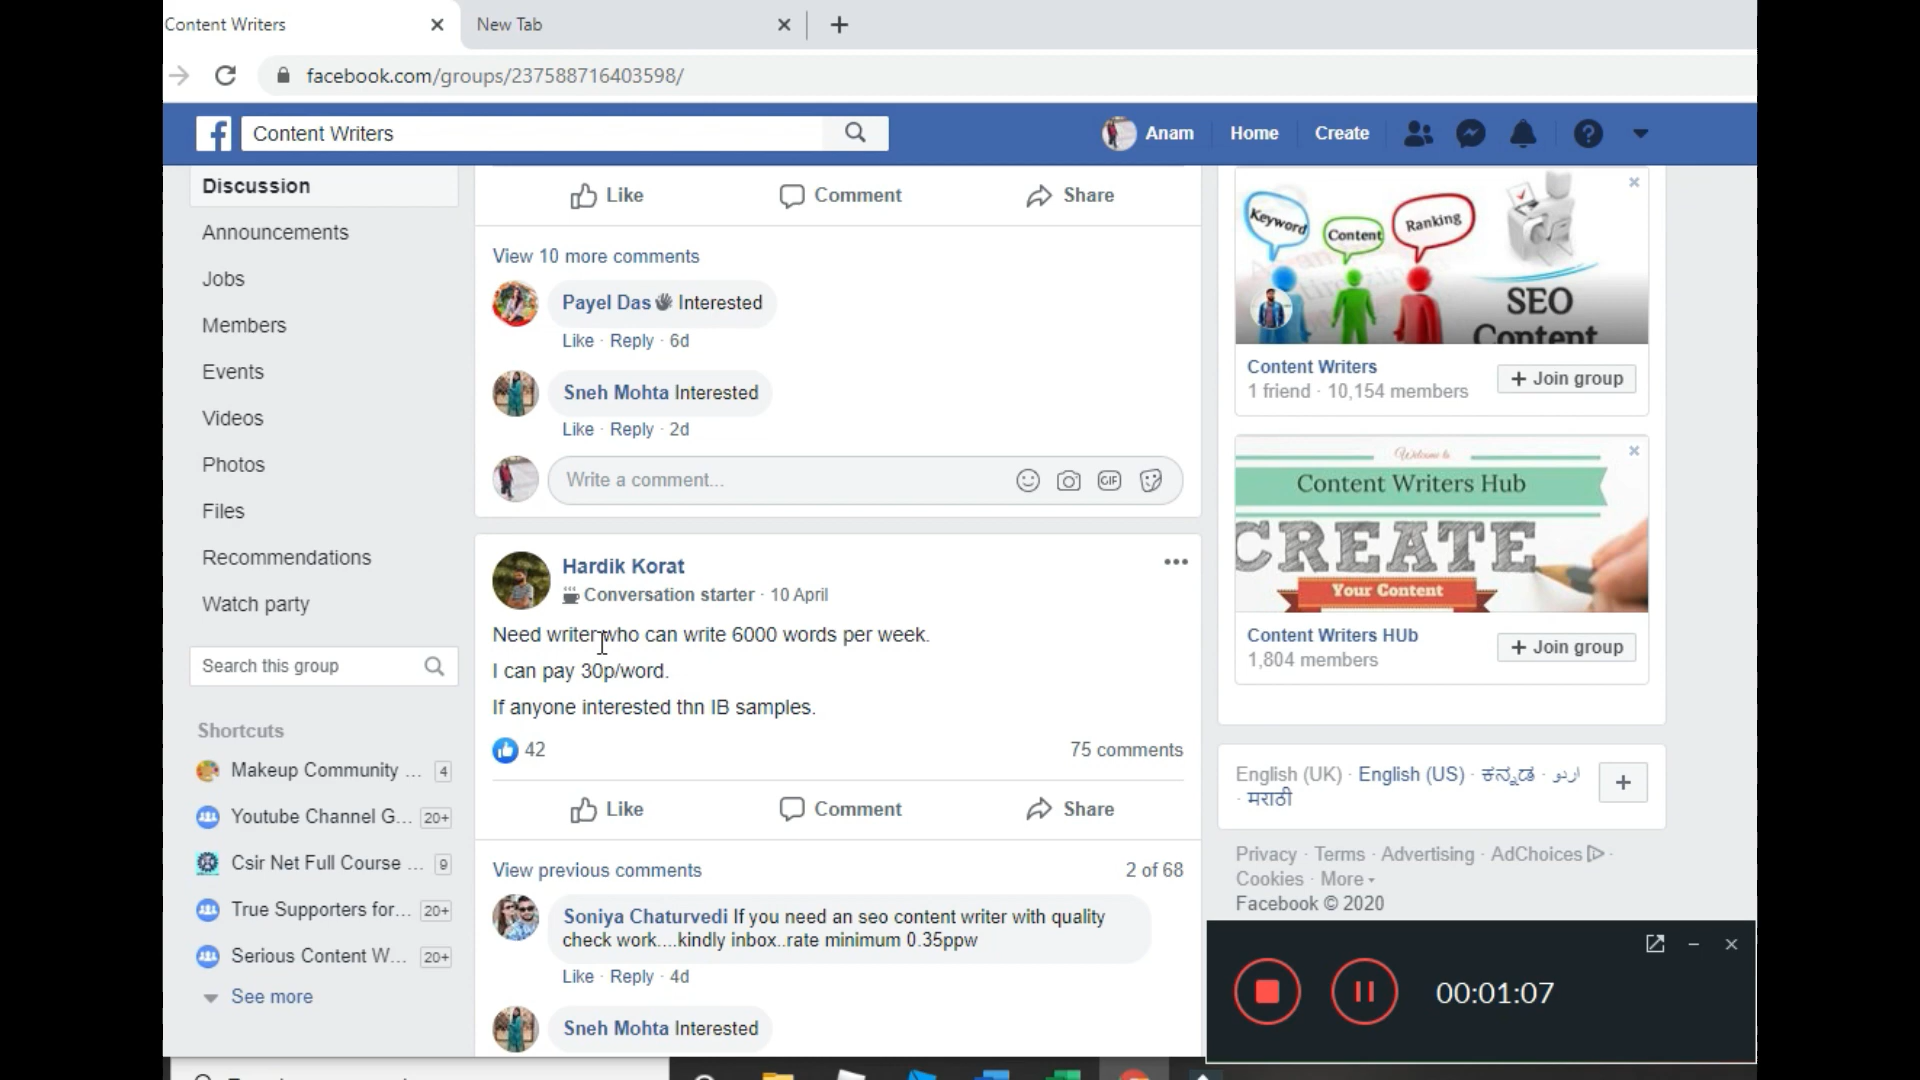 Content Writers
New Tab
facebook.com/groups/237588716403598/
Content Writers
Anam
Home
Create
Discussion
Announcements
Jobs
Members
Events
Videos
Photos
Files
Recommendations
Watch party
Search this group
Shortcuts
Makeup Community ... 4
Youtube Channel G... 20+
Csir Net Full Course ... 9
True Supporters for... 20+
Serious Content W... 20+
See more
Like Comment Share
View 10 more comments
Payel Das Interested
Like · Reply · 6d
Sneh Mohta Interested
Like · Reply · 2d
Write a comment...
GIF
Hardik Korat
Conversation starter · 10 April
Need writer who can write 6000 words per week.
I can pay 30p/word.
If anyone interested thn IB samples.
42
75 comments
Like Comment Share
View previous comments
2 of 68
Soniya Chaturvedi If you need an seo content writer with quality
check work....kindly inbox..rate minimum 0.35ppw
Like · Reply · 4d
Sneh Mohta Interested
Keyword
Content
Ranking
SEO
Content
Content Writers
1 friend · 10,154 members
+ Join group
Welcome to
Content Writers Hub
CREATE
Your Content
Content Writers HUb
1,804 members
+ Join group
English (UK) · English (US) · ಕನ್ನಡ · اردو
· मराठी
Privacy · Terms · Advertising · AdChoices ·
Cookies · More
Facebook © 2020
00:01:07